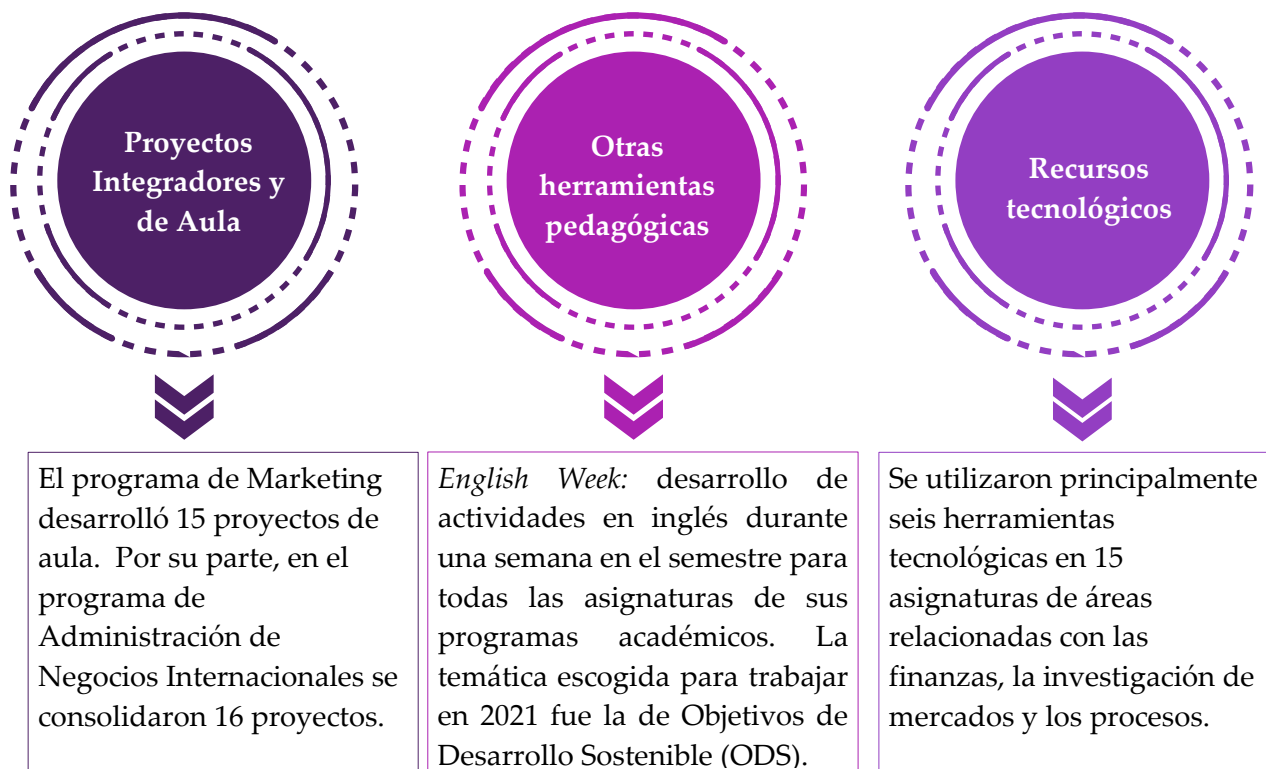 Proyectos
Integradores y
de Aula
Otras
herramientas
pedagógicas
Recursos
tecnológicos
El programa de Marketing
desarrolló 15 proyectos de
aula. Por su parte, en el
programa de
Administración de
Negocios Internacionales se
consolidaron 16 proyectos.
English Week: desarrollo de
actividades en inglés durante
una semana en el semestre para
todas las asignaturas de sus
programas académicos. La
temática escogida para trabajar
en 2021 fue la de Objetivos de
Desarrollo Sostenible (ODS).
Se utilizaron principalmente
seis herramientas
tecnológicas en 15
asignaturas de áreas
relacionadas con las
finanzas, la investigación de
mercados y los procesos.